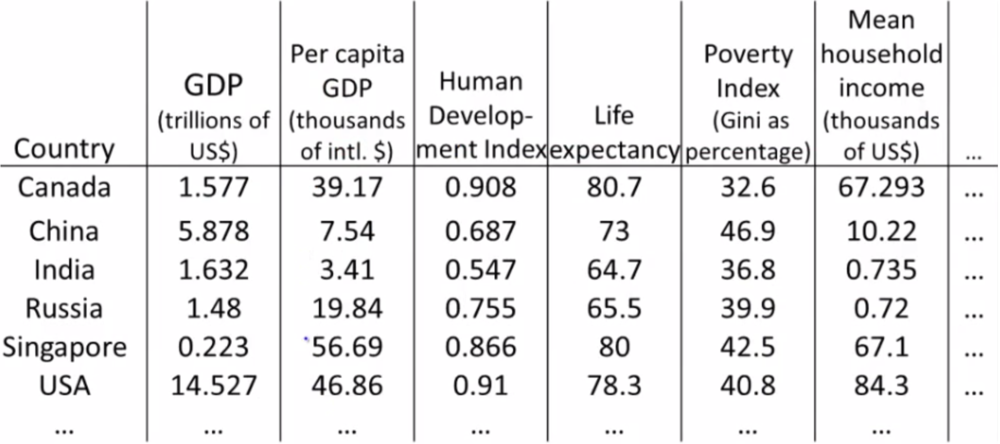 Country | GDP (trillions of US$) | Per capita GDP (thousands of intl. $) | Human Develop-ment Index | Life expectancy | Poverty Index (Gini as percentage) | Mean household income (thousands of US$) | ...
Canada | 1.577 | 39.17 | 0.908 | 80.7 | 32.6 | 67.293 | ...
China | 5.878 | 7.54 | 0.687 | 73 | 46.9 | 10.22 | ...
India | 1.632 | 3.41 | 0.547 | 64.7 | 36.8 | 0.735 | ...
Russia | 1.48 | 19.84 | 0.755 | 65.5 | 39.9 | 0.72 | ...
Singapore | 0.223 | 56.69 | 0.866 | 80 | 42.5 | 67.1 | ...
USA | 14.527 | 46.86 | 0.91 | 78.3 | 40.8 | 84.3 | ...
... | ... | ... | ... | ... | ... | ...